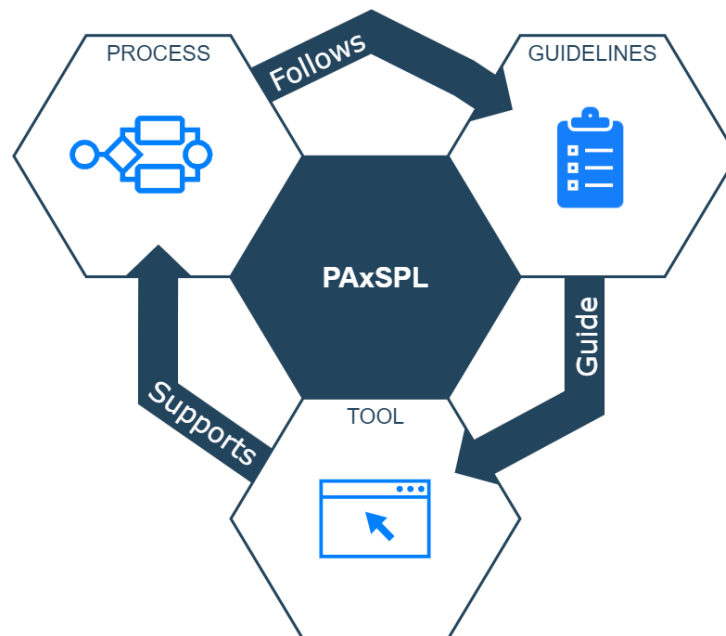 PROCESS
Follows
GUIDELINES
PAxSPL
Guide
Supports
TOOL